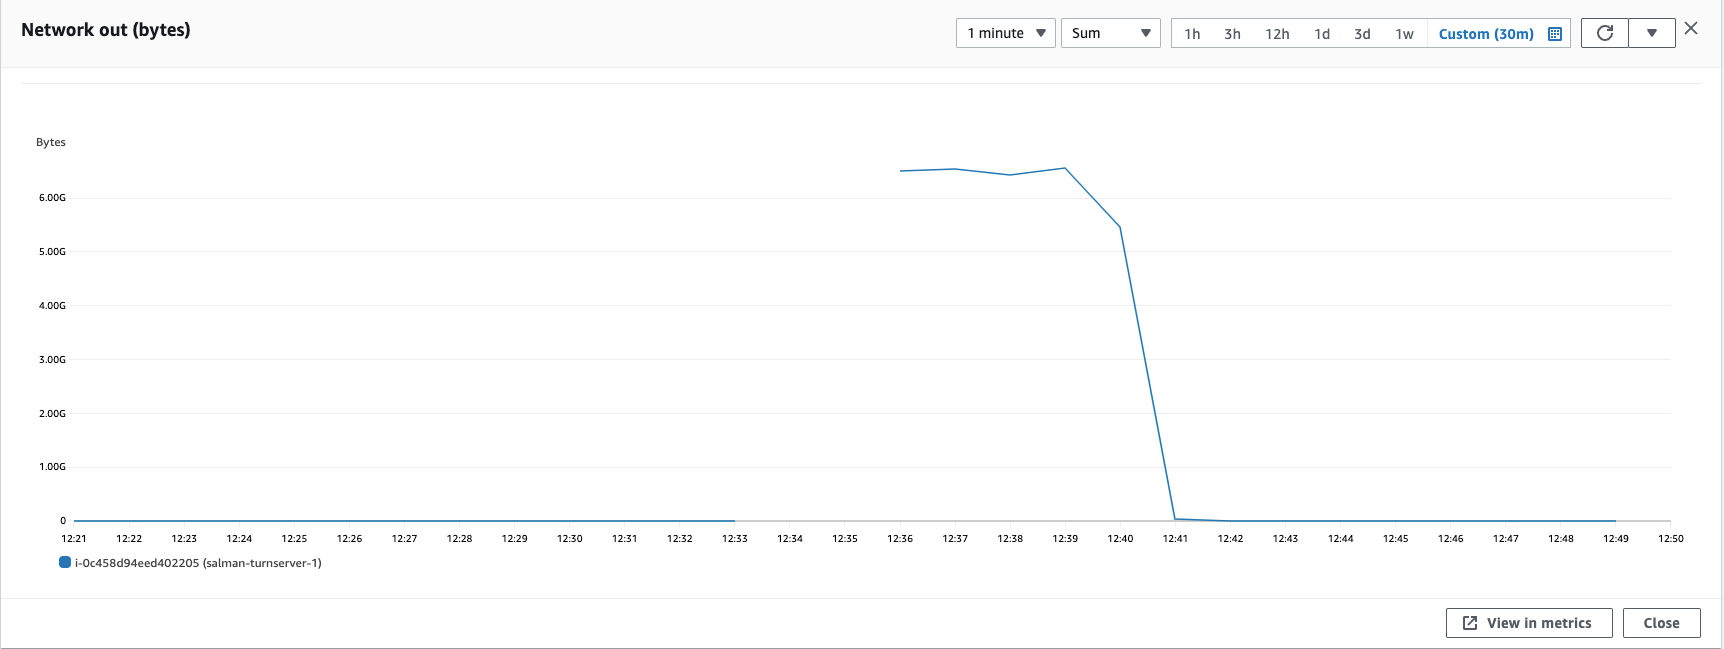 Network out (bytes)
1 minute Sum 1h 3h 12h 1d 3d 1w Custom (30m)
Bytes
6.00G
5.00G
4.00G
3.00G
2.00G
1.00G
0
12:21 12:22 12:23 12:24 12:25 12:26 12:27 12:28 12:29 12:30 12:31 12:32 12:33 12:34 12:35 12:36 12:37 12:38 12:39 12:40 12:41 12:42 12:43 12:44 12:45 12:46 12:47 12:48 12:49 12:50
i-0c458d94eed402205 (salman-turnserver-1)
View in metrics Close